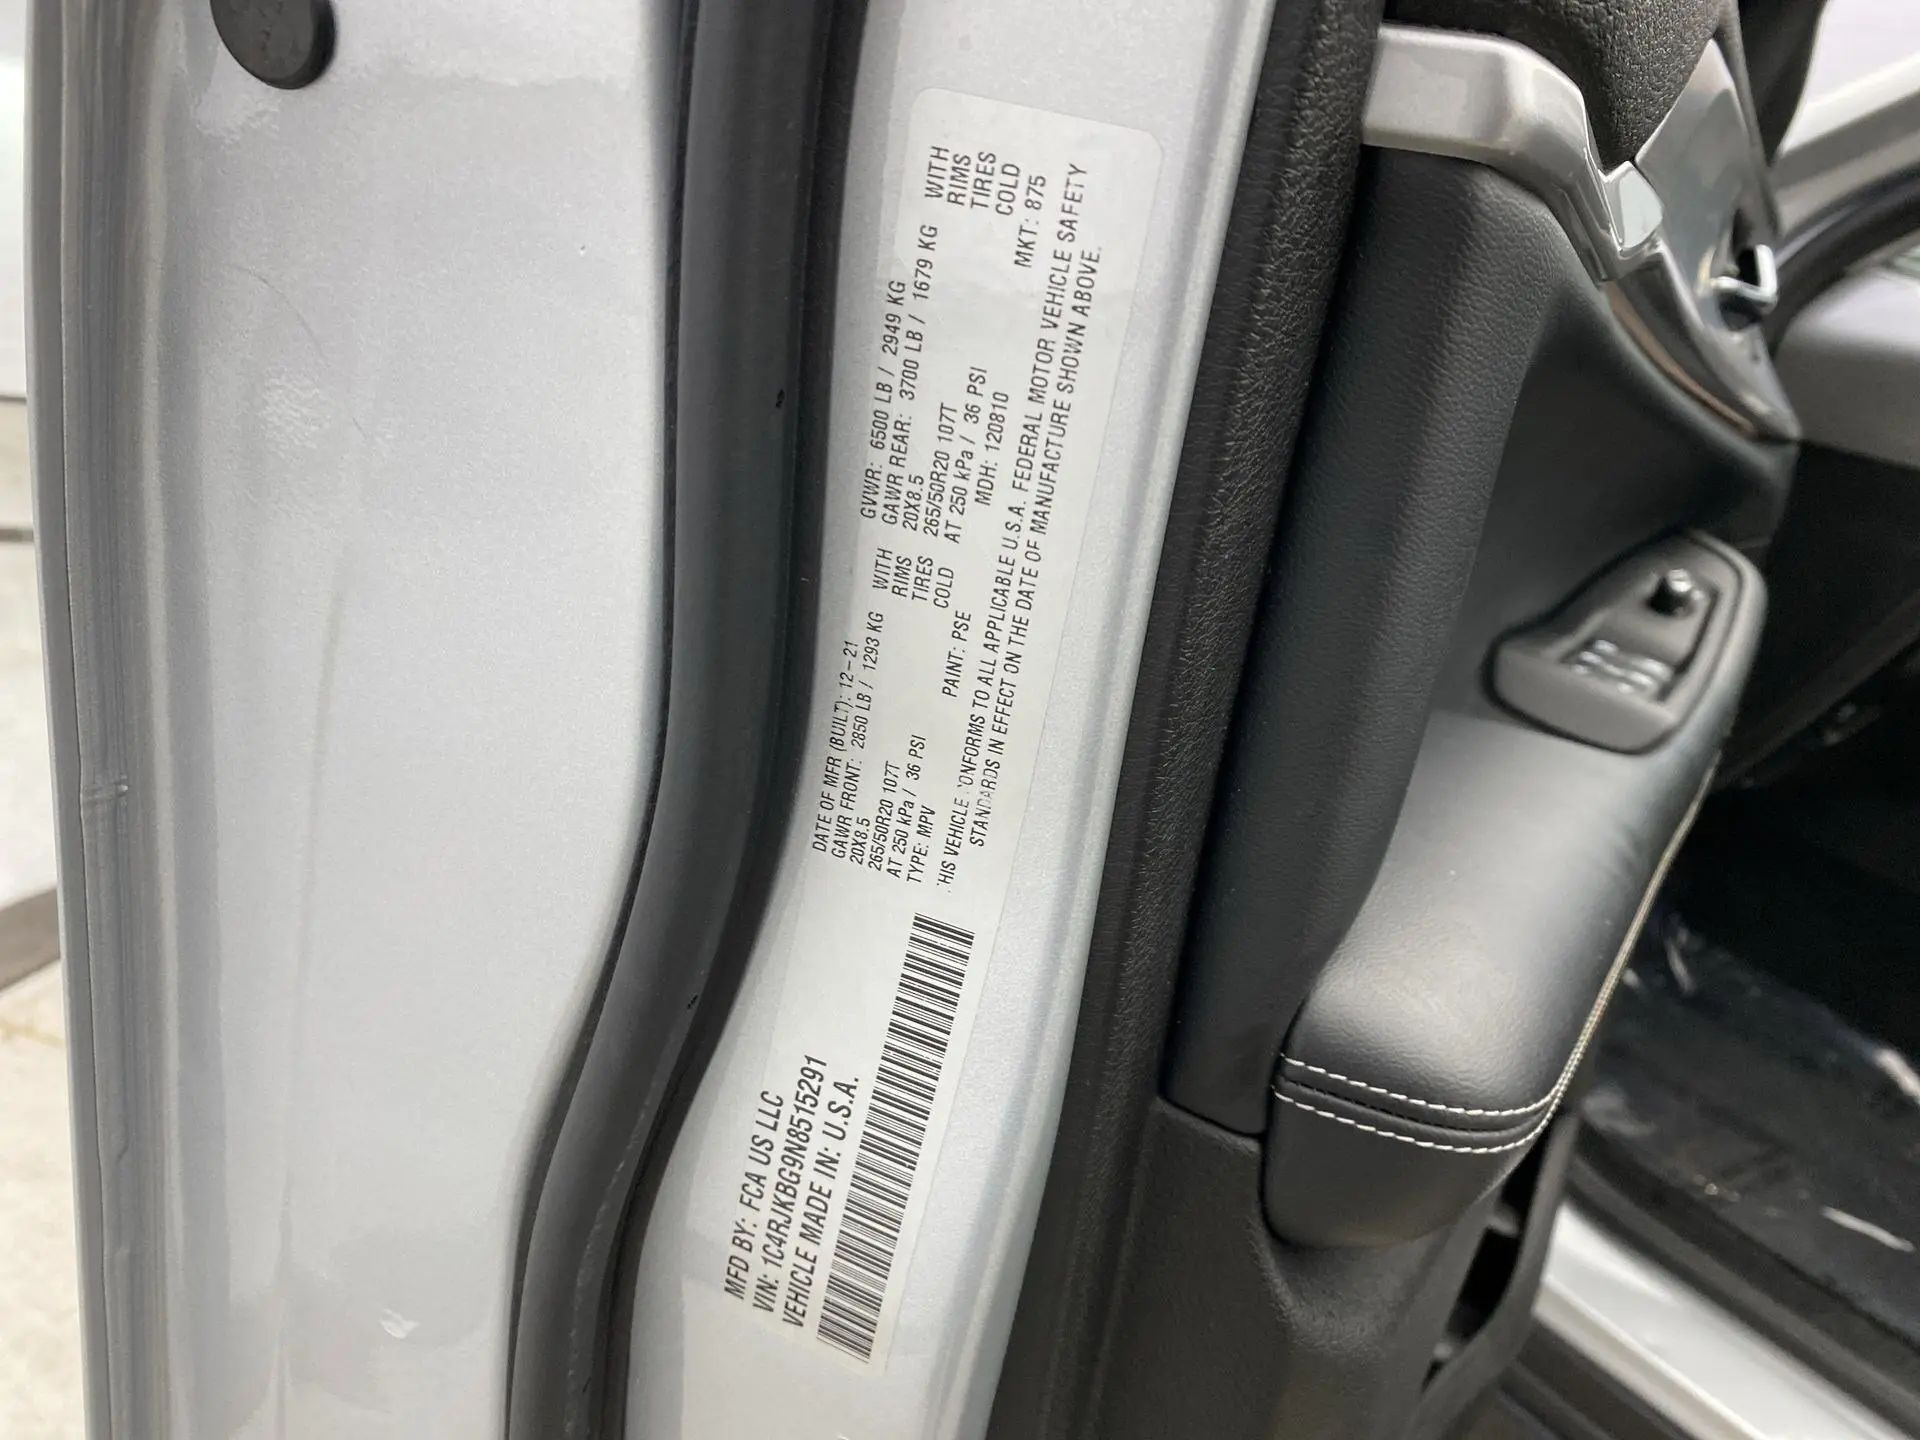 MFD BY: FCA US LLC
VIN: 1C4RJKBG9N8515291
VEHICLE MADE IN: U.S.A.
DATE OF MFR (BUILT): 12-21
GVWR: 6500 LB / 2949 KG
GAWR FRONT: 2850 LB / 1293 KG WITH
20X8.5 RIMS
265/50R20 107T TIRES
AT 250 kPa / 36 PSI COLD
GAWR REAR: 3700 LB / 1679 KG WITH
20X8.5 RIMS
265/50R20 107T TIRES
AT 250 kPa / 36 PSI COLD
TYPE: MPV PAINT: PSE MDH: 120810 MKT: 875
THIS VEHICLE CONFORMS TO ALL APPLICABLE U.S.A. FEDERAL MOTOR VEHICLE SAFETY
STANDARDS IN EFFECT ON THE DATE OF MANUFACTURE SHOWN ABOVE.